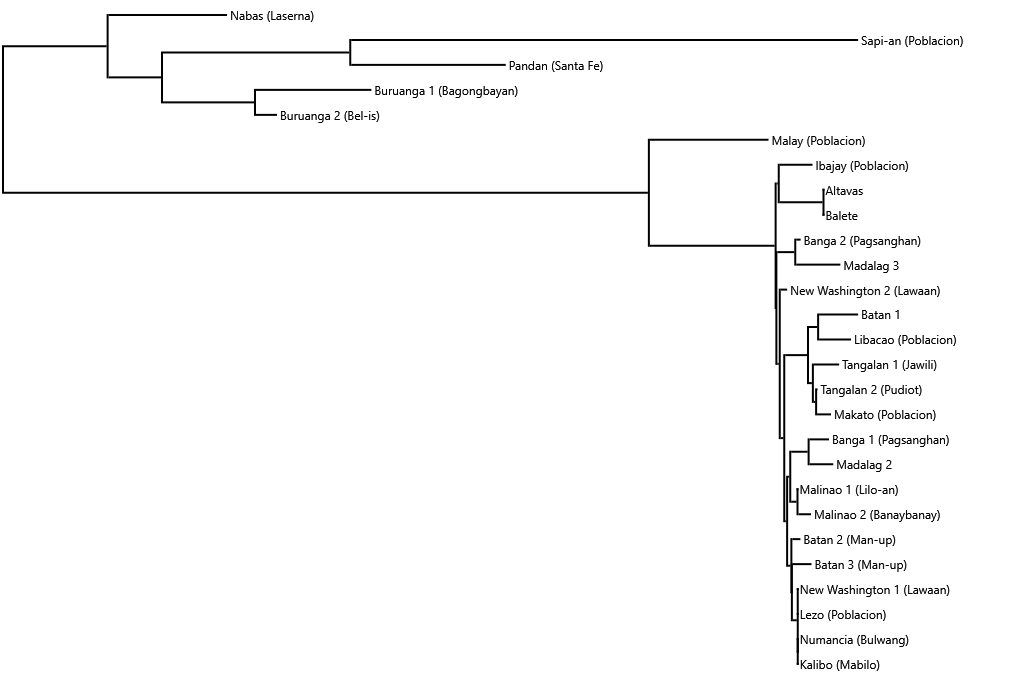 Nabas (Laserna)
Sapi-an (Poblacion)
Pandan (Santa Fe)
Buruanga 1 (Bagongbayan)
Buruanga 2 (Bel-is)
Malay (Poblacion)
Ibajay (Poblacion)
Altavas
Balete
Banga 2 (Pagsanghan)
Madalag 3
New Washington 2 (Lawaan)
Batan 1
Libacao (Poblacion)
Tangalan 1 (Jawili)
Tangalan 2 (Pudiot)
Makato (Poblacion)
Banga 1 (Pagsanghan)
Madalag 2
Malinao 1 (Lilo-an)
Malinao 2 (Banaybanay)
Batan 2 (Man-up)
Batan 3 (Man-up)
New Washington 1 (Lawaan)
Lezo (Poblacion)
Numancia (Bulwang)
Kalibo (Mabilo)